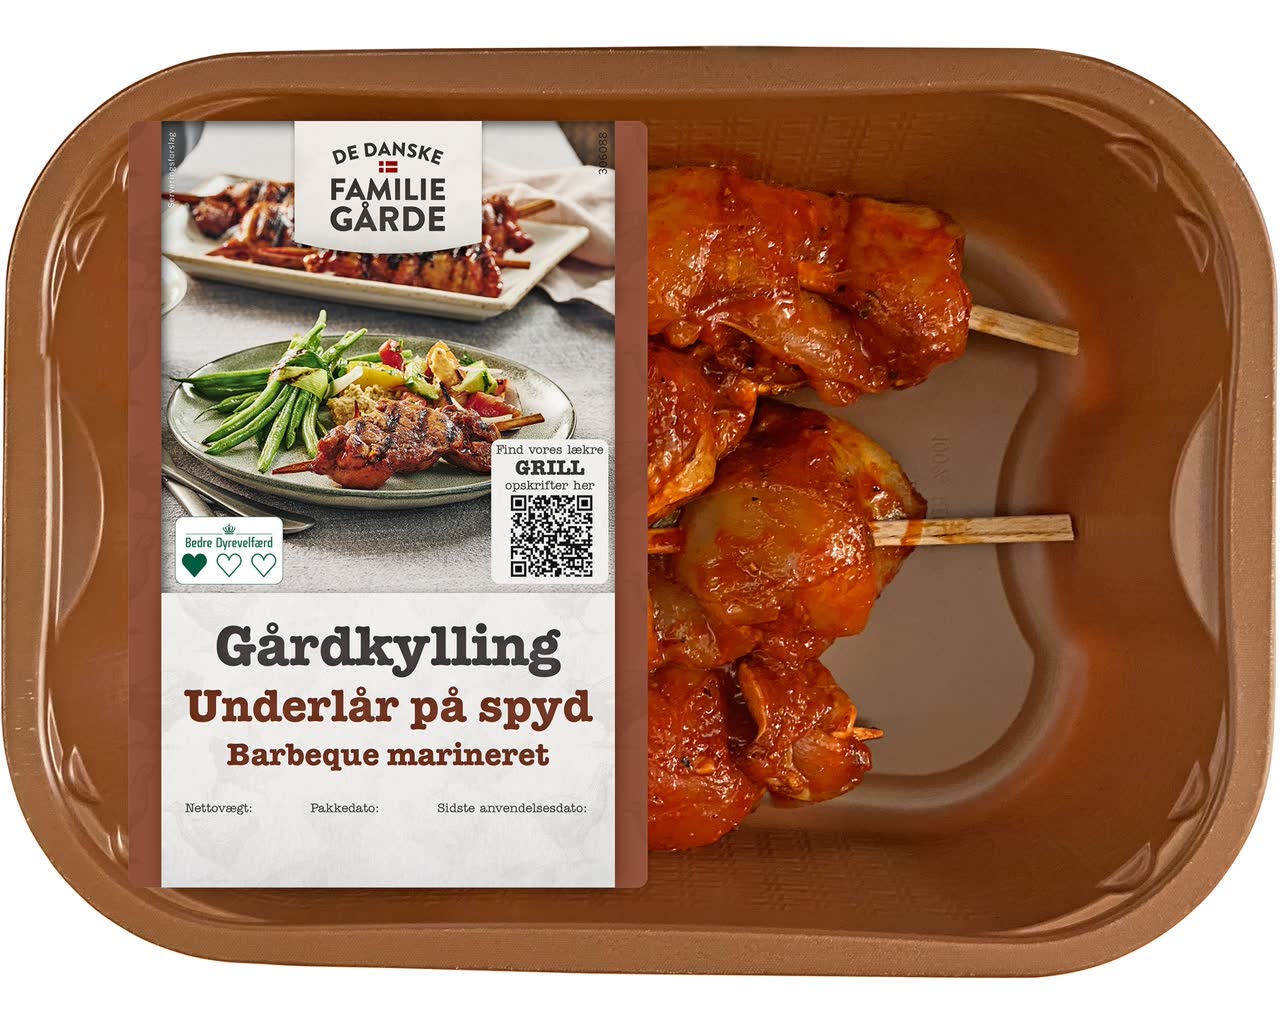 Serveringsforslag
DE DANSKE
FAMILIE
GÅRDE
306088
Find vores lækre
GRILL
opskrifter her
Bedre Dyrevelfærd
Gårdkylling
Underlår på spyd
Barbeque marineret
Nettovægt: Pakkedato: Sidste anvendelsesdato: